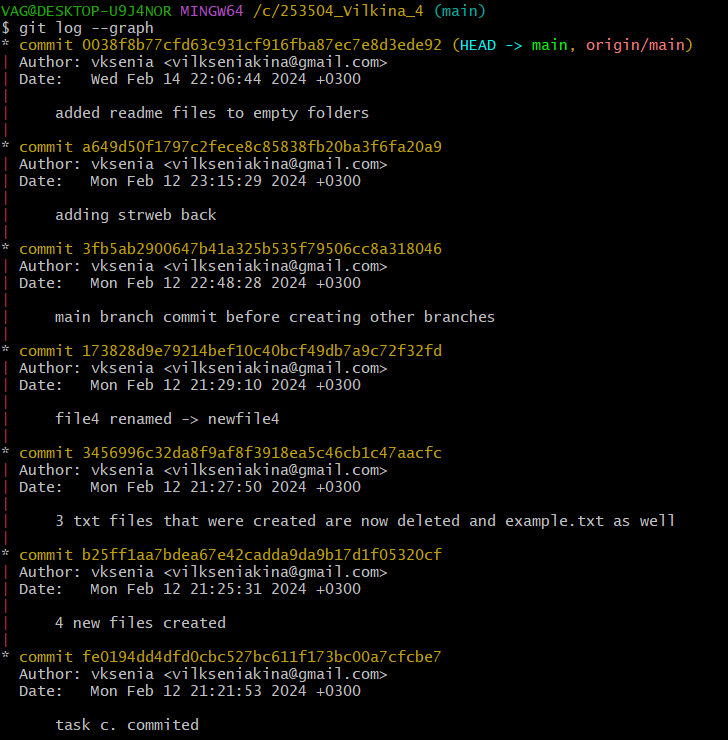 VAG@DESKTOP-U9J4NOR MINGW64 /c/253504_Vilkina_4 (main)
$ git log --graph
* commit 0038f8b77cfd63c931cf916fba87ec7e8d3ede92 (HEAD -> main, origin/main)
| Author: vksenia <vilkseniakina@gmail.com>
| Date:   Wed Feb 14 22:06:44 2024 +0300
|
|     added readme files to empty folders
|
* commit a649d50f1797c2fece8c85838fb20ba3f6fa20a9
| Author: vksenia <vilkseniakina@gmail.com>
| Date:   Mon Feb 12 23:15:29 2024 +0300
|
|     adding strweb back
|
* commit 3fb5ab2900647b41a325b535f79506cc8a318046
| Author: vksenia <vilkseniakina@gmail.com>
| Date:   Mon Feb 12 22:48:28 2024 +0300
|
|     main branch commit before creating other branches
|
* commit 173828d9e79214bef10c40bcf49db7a9c72f32fd
| Author: vksenia <vilkseniakina@gmail.com>
| Date:   Mon Feb 12 21:29:10 2024 +0300
|
|     file4 renamed -> newfile4
|
* commit 3456996c32da8f9af8f3918ea5c46cb1c47aacfc
| Author: vksenia <vilkseniakina@gmail.com>
| Date:   Mon Feb 12 21:27:50 2024 +0300
|
|     3 txt files that were created are now deleted and example.txt as well
|
* commit b25ff1aa7bdea67e42cadda9da9b17d1f05320cf
| Author: vksenia <vilkseniakina@gmail.com>
| Date:   Mon Feb 12 21:25:31 2024 +0300
|
|     4 new files created
|
* commit fe0194dd4dfd0cbc527bc611f173bc00a7cfcbe7
  Author: vksenia <vilkseniakina@gmail.com>
  Date:   Mon Feb 12 21:21:53 2024 +0300

      task c. commited